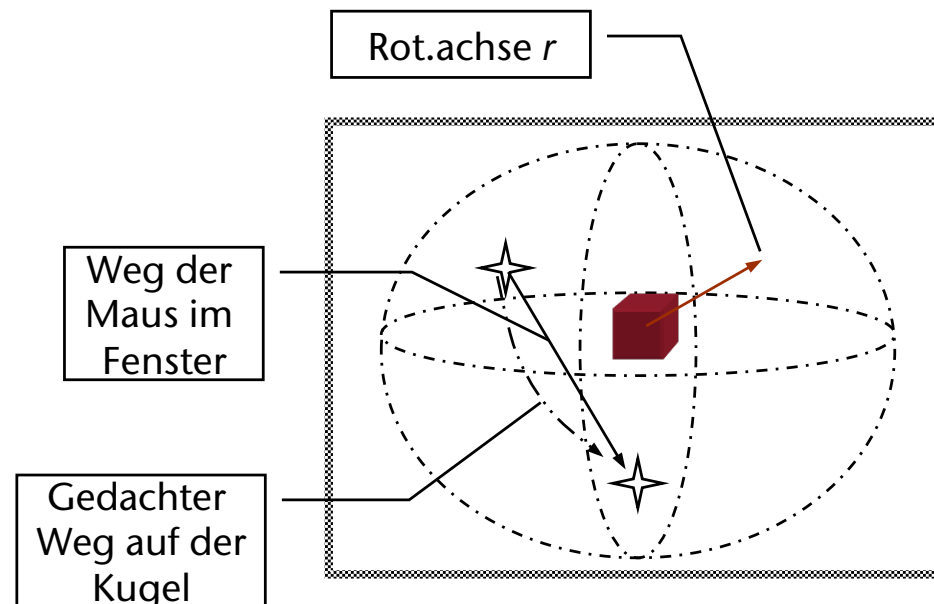 Rot.achse r
Weg der
Maus im
Fenster
Gedachter
Weg auf der
Kugel